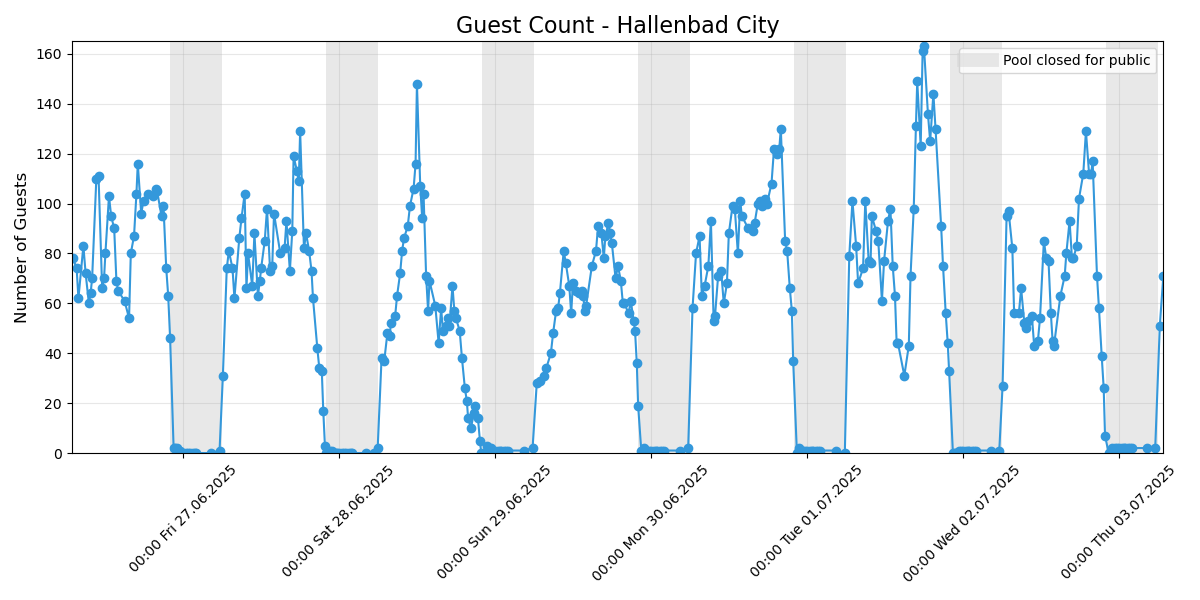 Guest Count - Hallenbad City
Pool closed for public
Number of Guests
160
140
120
100
80
60
40
20
0
00:00 Fri 27.06.2025
00:00 Sat 28.06.2025
00:00 Sun 29.06.2025
00:00 Mon 30.06.2025
00:00 Tue 01.07.2025
00:00 Wed 02.07.2025
00:00 Thu 03.07.2025